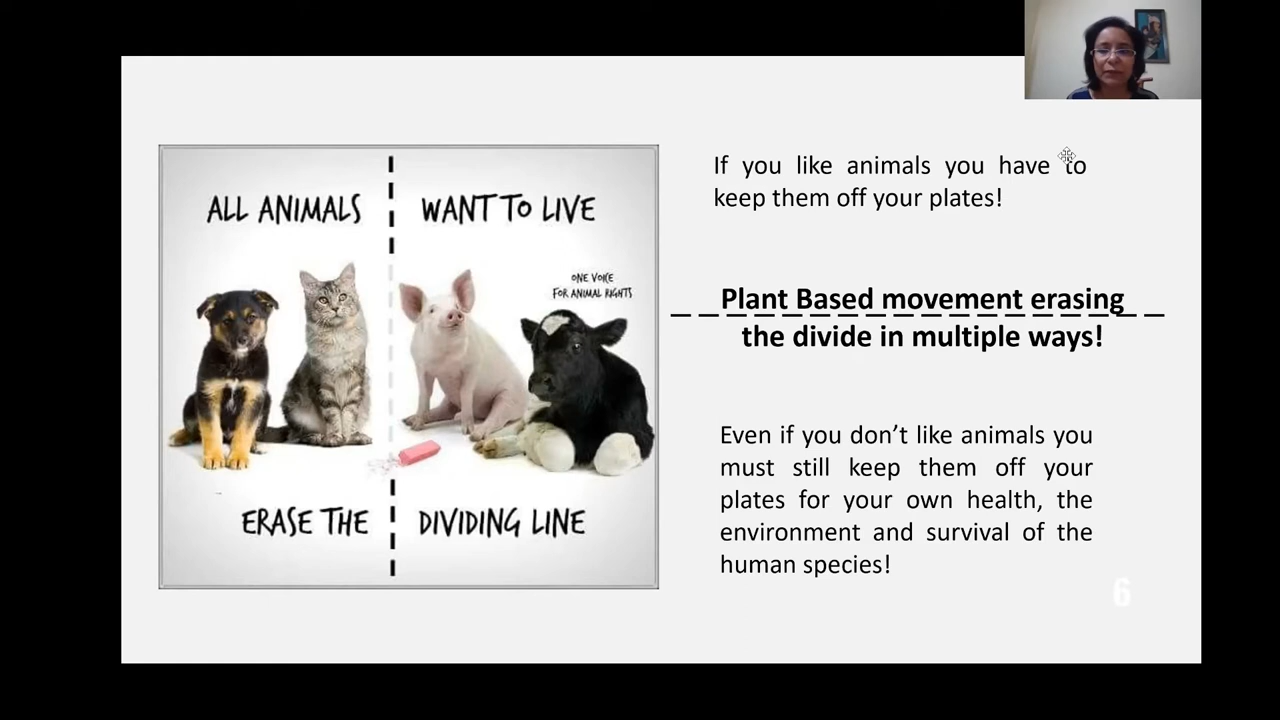 ALL ANIMALS WANT TO LIVE
ONE VOICE
FOR ANIMAL RIGHTS
ERASE THE DIVIDING LINE
If you like animals you have to
keep them off your plates!
Plant Based movement erasing
the divide in multiple ways!
Even if you don’t like animals you
must still keep them off your
plates for your own health, the
environment and survival of the
human species!
6